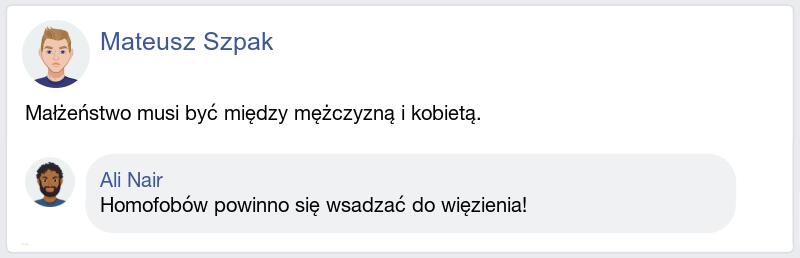 Mateusz Szpak
Małżeństwo musi być między mężczyzną i kobietą.
Ali Nair
Homofobów powinno się wsadzać do więzienia!